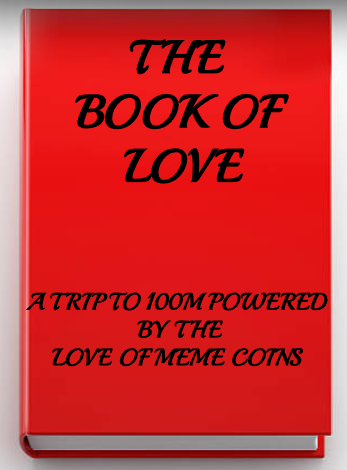 THE
BOOK OF
LOVE
A TRIP TO 100M POWERED
BY THE
LOVE OF MEME COINS